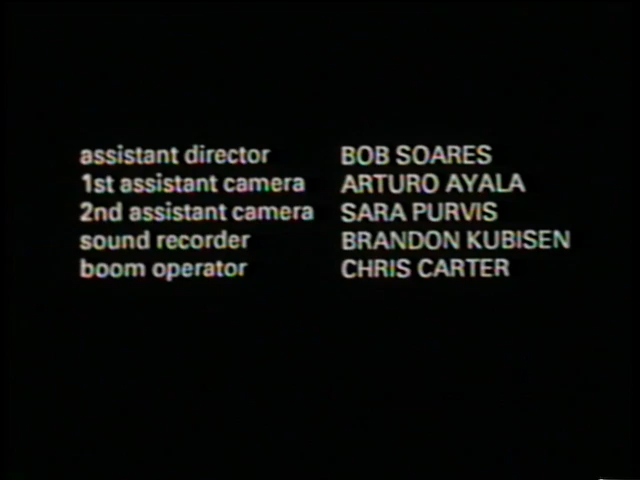 assistant director BOB SOARES
1st assistant camera ARTURO AYALA
2nd assistant camera SARA PURVIS
sound recorder BRANDON KUBISEN
boom operator CHRIS CARTER